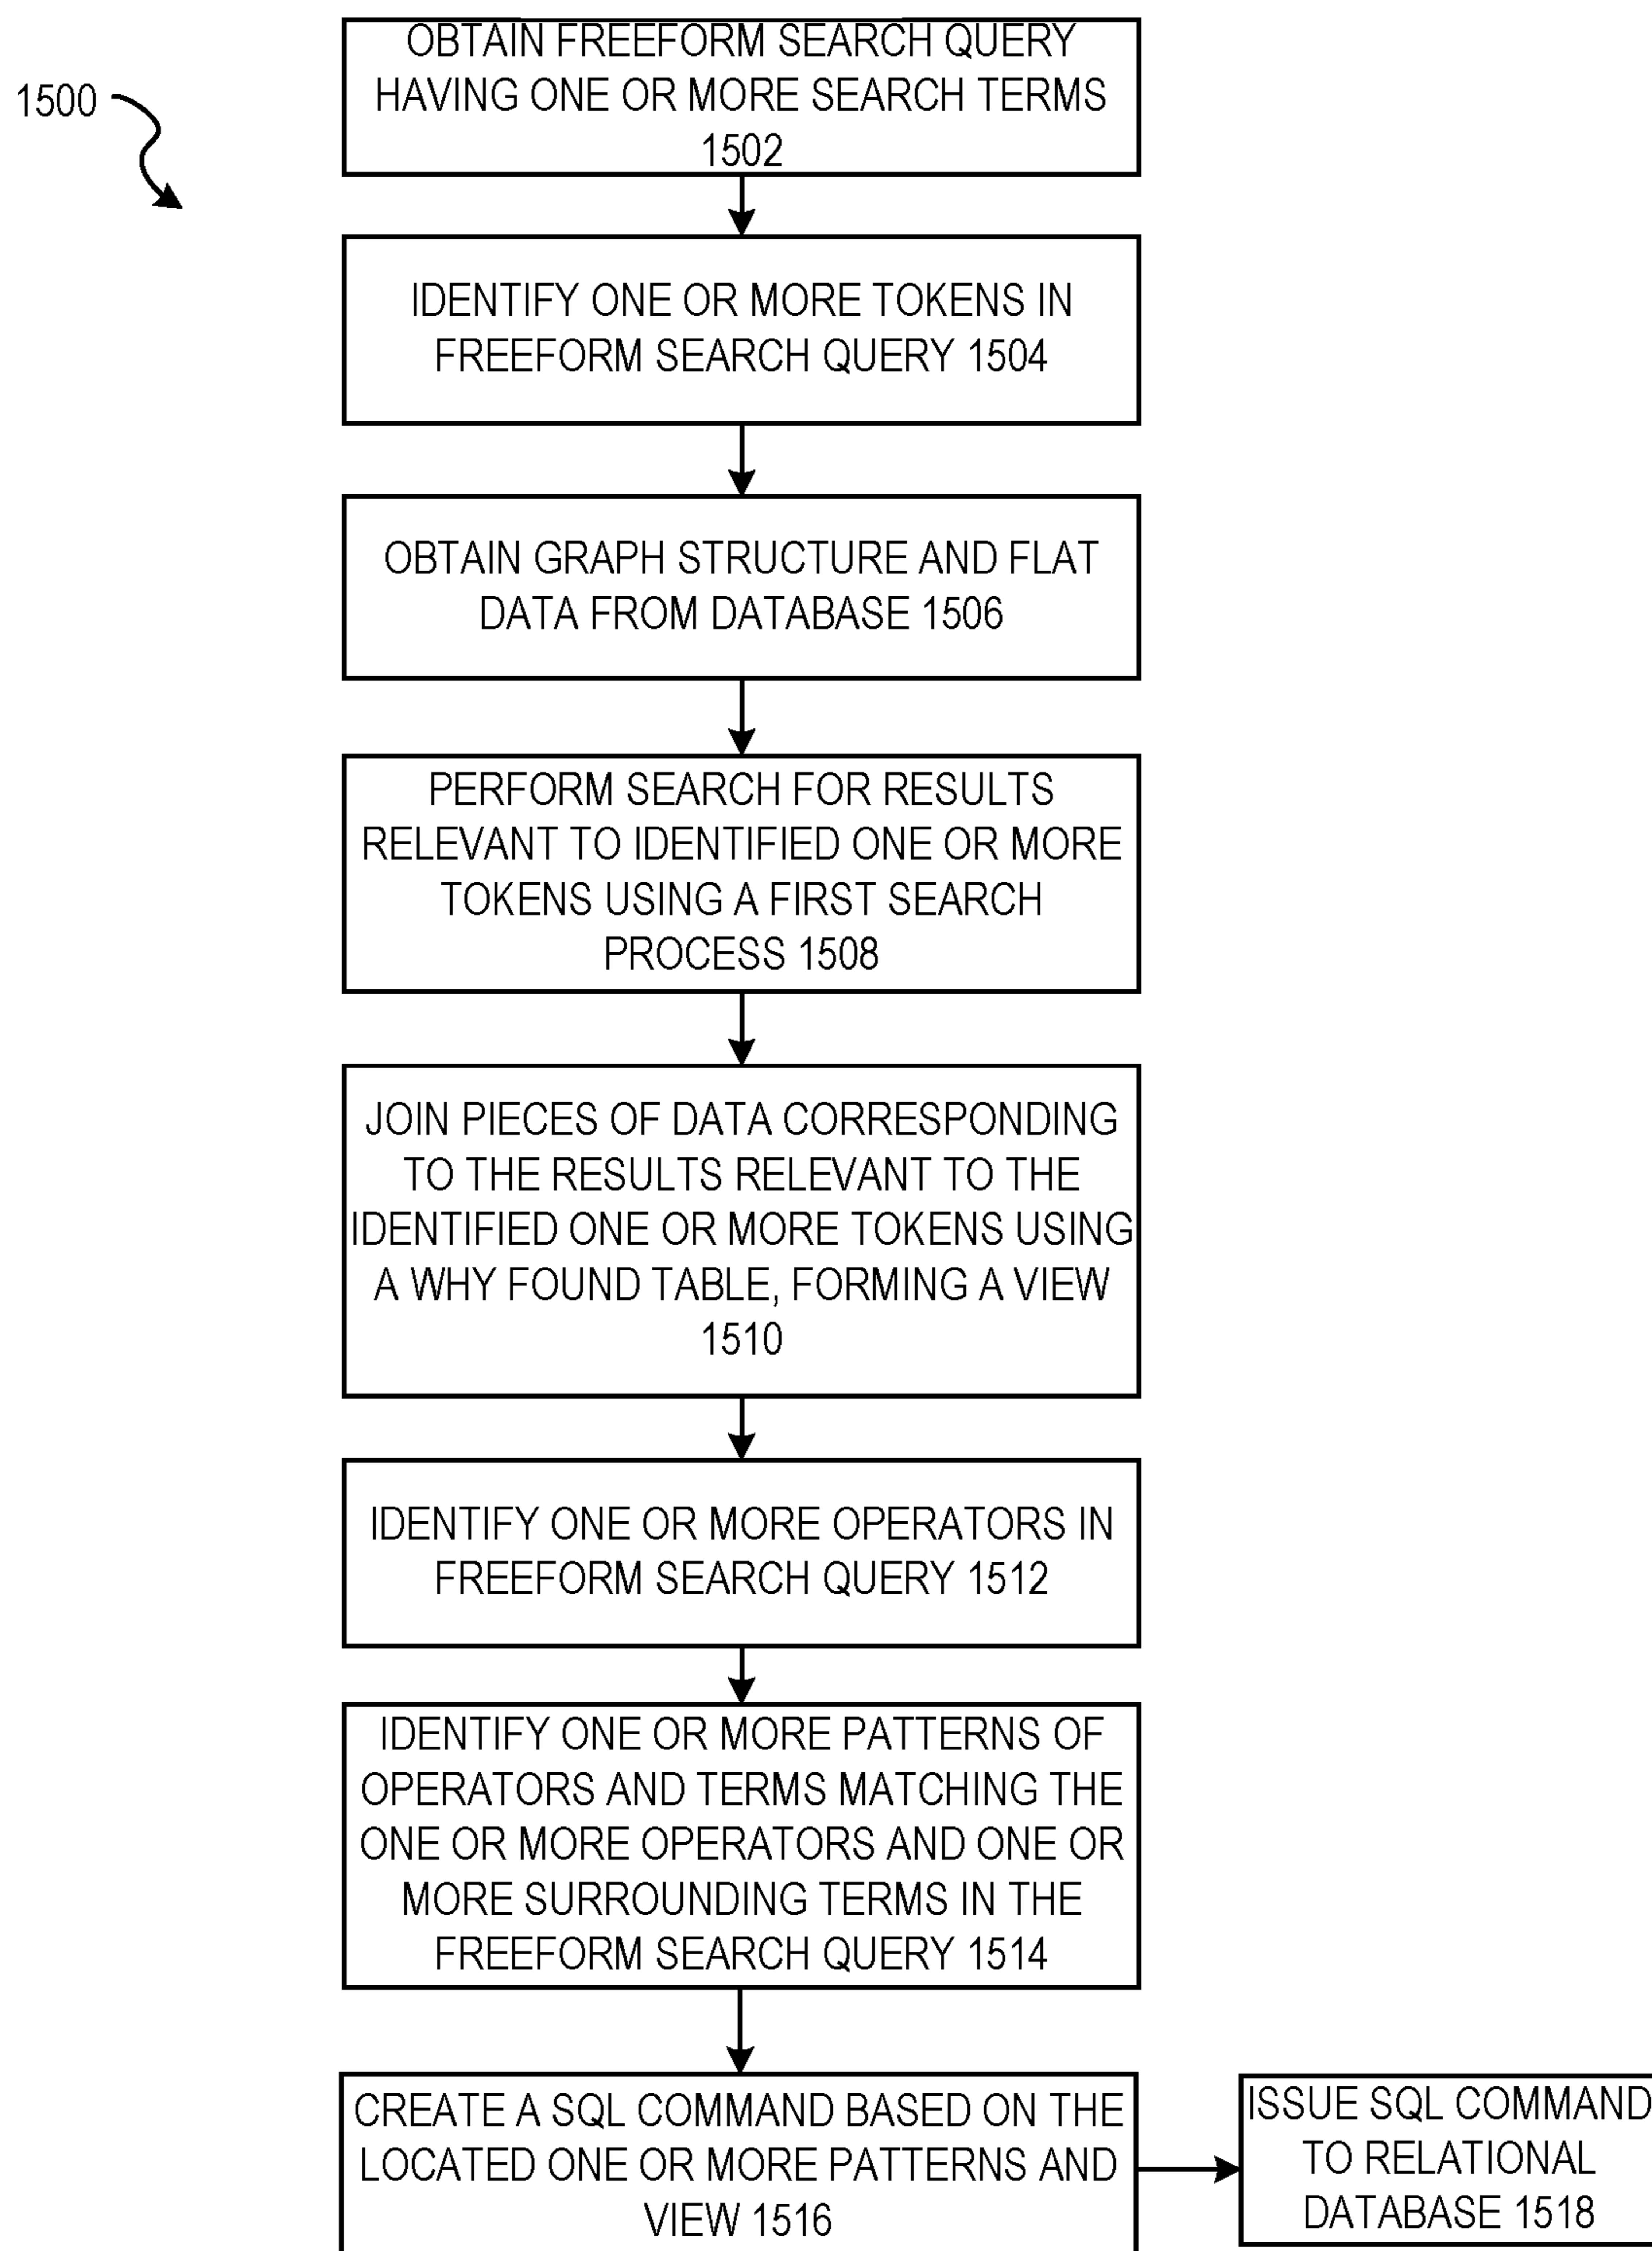 1500
OBTAIN FREEFORM SEARCH QUERY
HAVING ONE OR MORE SEARCH TERMS
1502
IDENTIFY ONE OR MORE TOKENS IN
FREEFORM SEARCH QUERY 1504
OBTAIN GRAPH STRUCTURE AND FLAT
DATA FROM DATABASE 1506
PERFORM SEARCH FOR RESULTS
RELEVANT TO IDENTIFIED ONE OR MORE
TOKENS USING A FIRST SEARCH
PROCESS 1508
JOIN PIECES OF DATA CORRESPONDING
TO THE RESULTS RELEVANT TO THE
IDENTIFIED ONE OR MORE TOKENS USING
A WHY FOUND TABLE, FORMING A VIEW
1510
IDENTIFY ONE OR MORE OPERATORS IN
FREEFORM SEARCH QUERY 1512
IDENTIFY ONE OR MORE PATTERNS OF
OPERATORS AND TERMS MATCHING THE
ONE OR MORE OPERATORS AND ONE OR
MORE SURROUNDING TERMS IN THE
FREEFORM SEARCH QUERY 1514
CREATE A SQL COMMAND BASED ON THE
LOCATED ONE OR MORE PATTERNS AND
VIEW 1516
ISSUE SQL COMMAND
TO RELATIONAL
DATABASE 1518